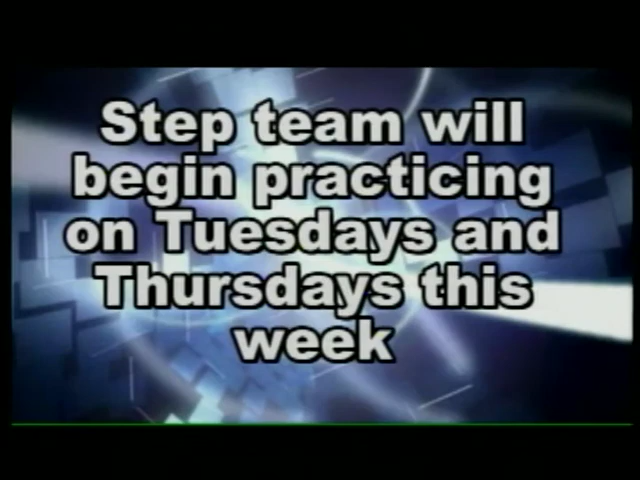 Step team will
begin practicing
on Tuesdays and
Thursdays this
week